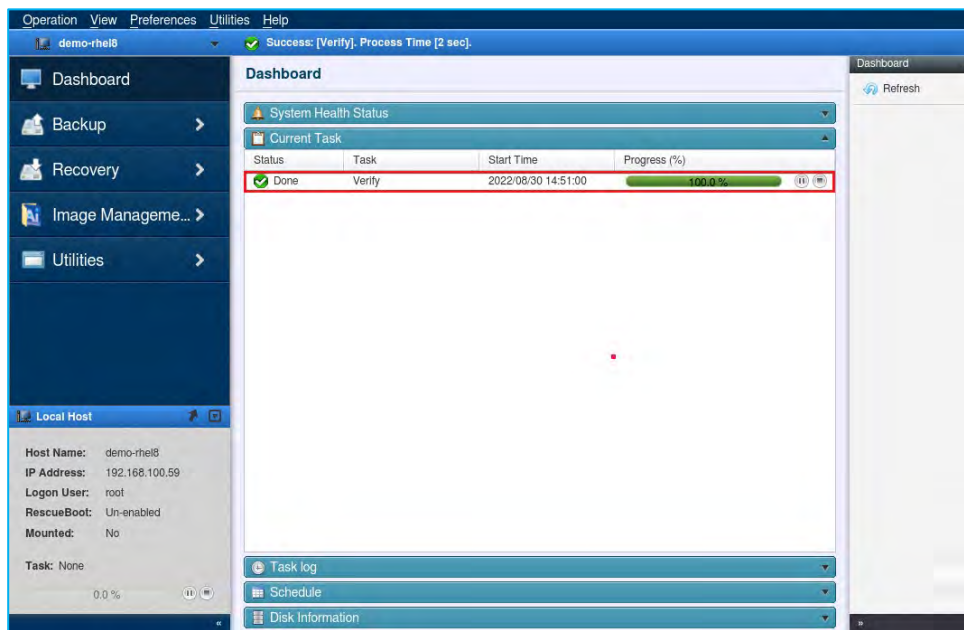 Operation View Preferences Utilities Help
demo-rhel8
Success: [Verify]. Process Time [2 sec].
Dashboard
Backup
Recovery
Image Manageme...
Utilities
Local Host
Host Name: demo-rhel8
IP Address: 192.168.100.59
Logon User: root
RescueBoot: Un-enabled
Mounted: No
Task: None
0.0 %
«
Dashboard
System Health Status
Current Task
Status Task Start Time Progress (%)
Done Verify 2022/08/30 14:51:00 100.0 %
Task log
Schedule
Disk Information
Dashboard
Refresh
»